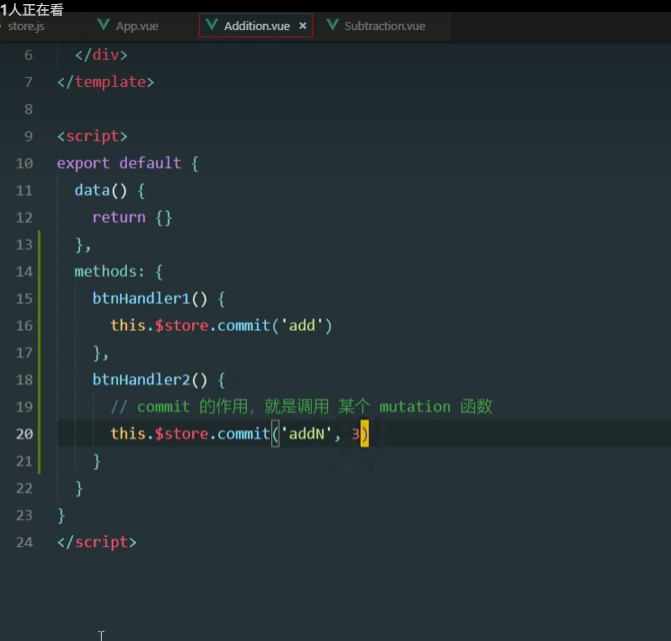 1人正在看
store.js App.vue Addition.vue × Subtraction.vue
6 </div>
7 </template>
8
9 <script>
10 export default {
11 data() {
12 return {}
13 },
14 methods: {
15 btnHandler1() {
16 this.$store.commit('add')
17 },
18 btnHandler2() {
19 // commit 的作用，就是调用 某个 mutation 函数
20 this.$store.commit('addN', 3)
21 }
22 }
23 }
24 </script>